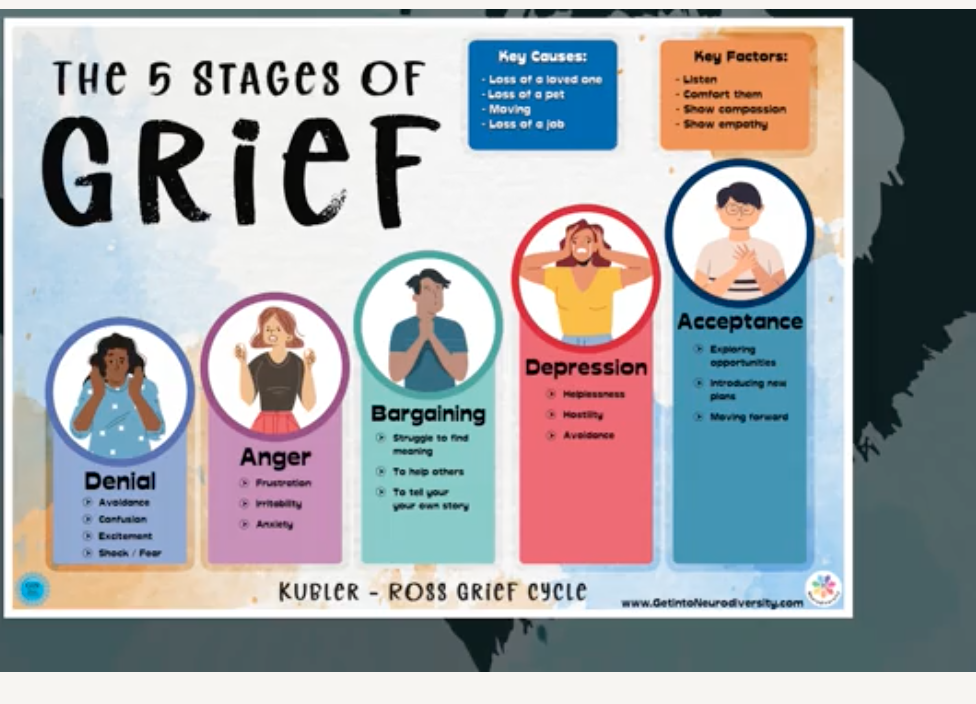 THE 5 STAGES OF
GRIEF
Key Causes:
- Loss of a loved one
- Loss of a pet
- Moving
- Loss of a job
Key Factors:
- Listen
- Comfort them
- Show compassion
- Show empathy
Denial
Avoidance
Confusion
Excitement
Shock / Fear
Anger
Frustration
Irritability
Anxiety
Bargaining
Struggle to find
meaning
To help others
To tell your
your own story
Depression
Helplessness
Hostility
Avoidance
Acceptance
Exploring
opportunities
Introducing new
plans
Moving forward
KUBLER - ROSS GRIEF CYCLE
www.GetintoNeurodiversity.com